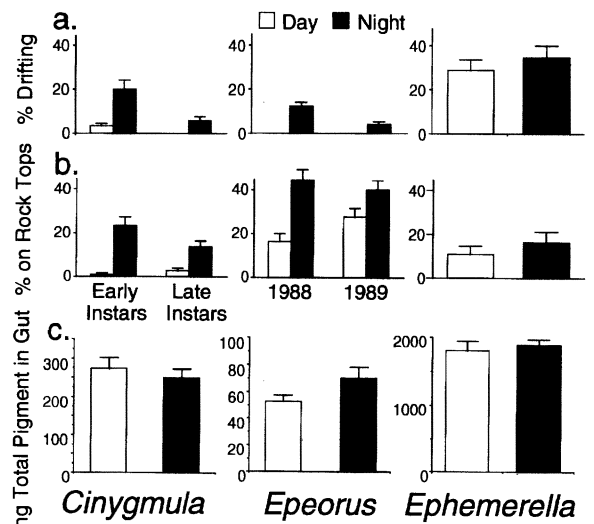 a.
Day
Night
% Drifting
40
20
0
40
20
0
40
20
0
b.
% on Rock Tops
40
20
0
40
20
0
40
20
0
Early Instars
Late Instars
1988
1989
c.
ng Total Pigment in Gut
300
200
100
0
100
80
60
40
20
0
2000
1000
0
Cinygmula
Epeorus
Ephemerella